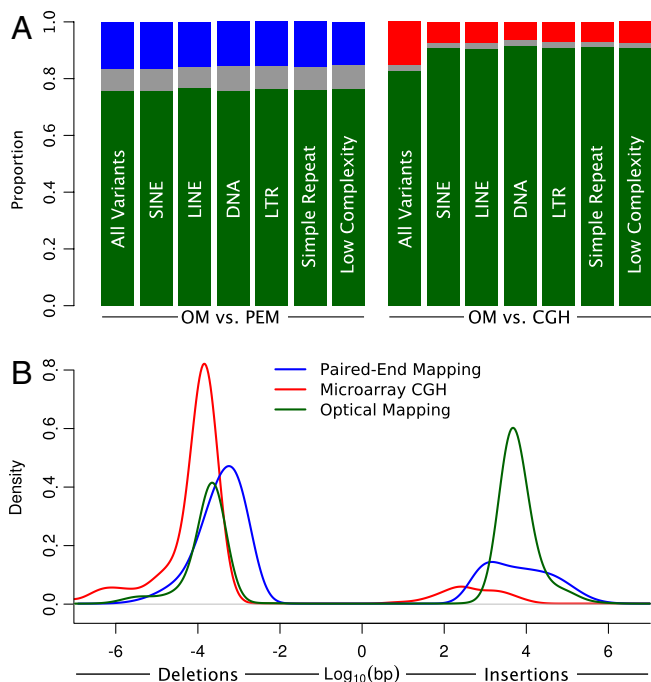 A
Proportion
1.0
0.8
0.6
0.4
0.2
0.0
All Variants
SINE
LINE
DNA
LTR
Simple Repeat
Low Complexity
All Variants
SINE
LINE
DNA
LTR
Simple Repeat
Low Complexity
OM vs. PEM
OM vs. CGH
B
Density
0.8
0.6
0.4
0.2
0.0
Paired-End Mapping
Microarray CGH
Optical Mapping
-6 -4 -2 0 2 4 6
Deletions Log10(bp) Insertions